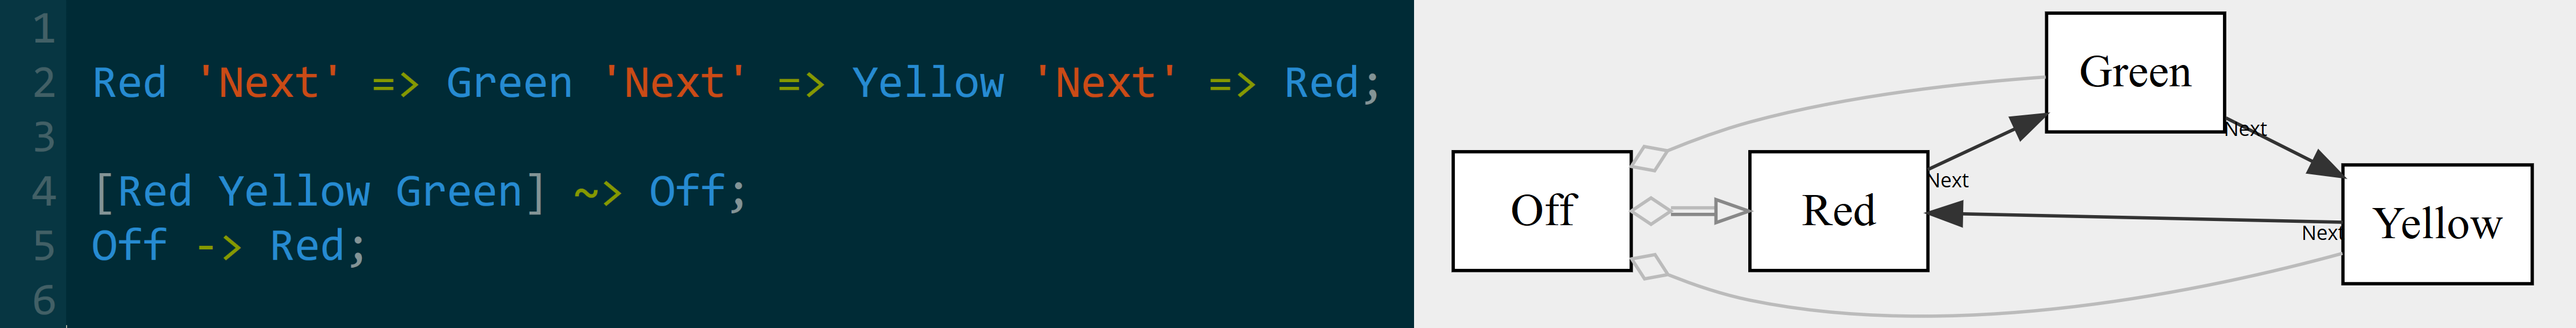 1
2 Red 'Next' => Green 'Next' => Yellow 'Next' => Red;
3
4 [Red Yellow Green] ~> Off;
5 Off -> Red;
6
Green
Next
Off
Red
Next
Next
Yellow